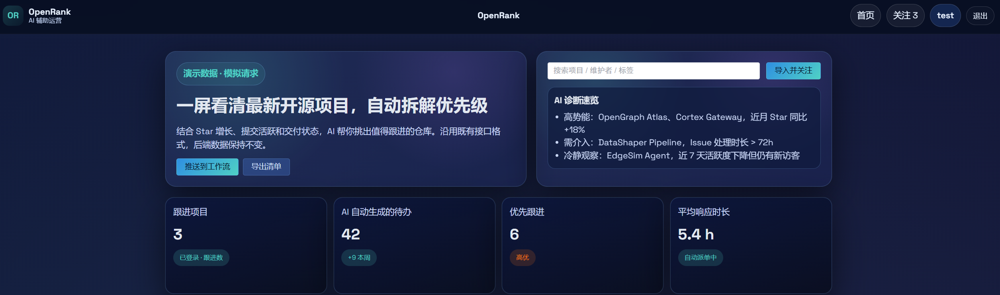 OR
OpenRank
AI 辅助运营
OpenRank
首页
关注 3
test
退出
演示数据 · 模拟请求
一屏看清最新开源项目，自动拆解优先级
结合 Star 增长、提交活跃和交付状态，AI 帮你挑出值得跟进的仓库。沿用既有接口格
式，后端数据保持不变。
推送到工作流
导出清单
搜索项目 / 维护者 / 标签
导入并关注
AI 诊断速览
• 高势能：OpenGraph Atlas、Cortex Gateway，近月 Star 同比
+18%
• 需介入：DataShaper Pipeline，Issue 处理时长 > 72h
• 冷静观察：EdgeSim Agent，近 7 天活跃度下降但仍有新访客
跟进项目
3
已登录 · 跟进数
AI 自动生成的待办
42
+9 本周
优先跟进
6
高优
平均响应时长
5.4 h
自动派单中